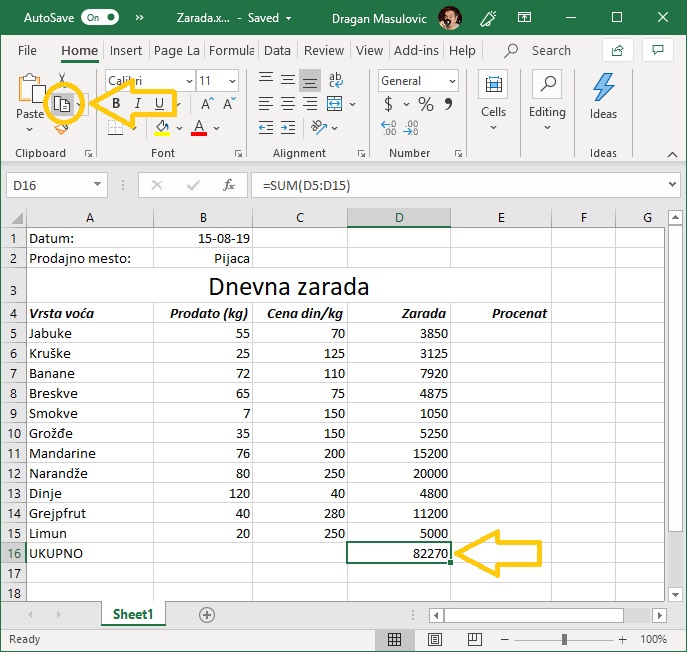 AutoSave On » Zarada.x... - Saved Dragan Masulovic
File Home Insert Page La Formula Data Review View Add-ins Help Search
Calibri 11 ab General
Paste B I U A A $ % 9 Cells Editing Ideas
Clipboard Font Alignment Number Ideas
D16 fx =SUM(D5:D15)
A B C D E F G
1 Datum: 15-08-19
2 Prodajno mesto: Pijaca
3 Dnevna zarada
4 Vrsta voća Prodato (kg) Cena din/kg Zarada Procenat
5 Jabuke 55 70 3850
6 Kruške 25 125 3125
7 Banane 72 110 7920
8 Breskve 65 75 4875
9 Smokve 7 150 1050
10 Grožđe 35 150 5250
11 Mandarine 76 200 15200
12 Narandže 80 250 20000
13 Dinje 120 40 4800
14 Grejpfrut 40 280 11200
15 Limun 20 250 5000
16 UKUPNO 82270
17
18
Sheet1
Ready 100%